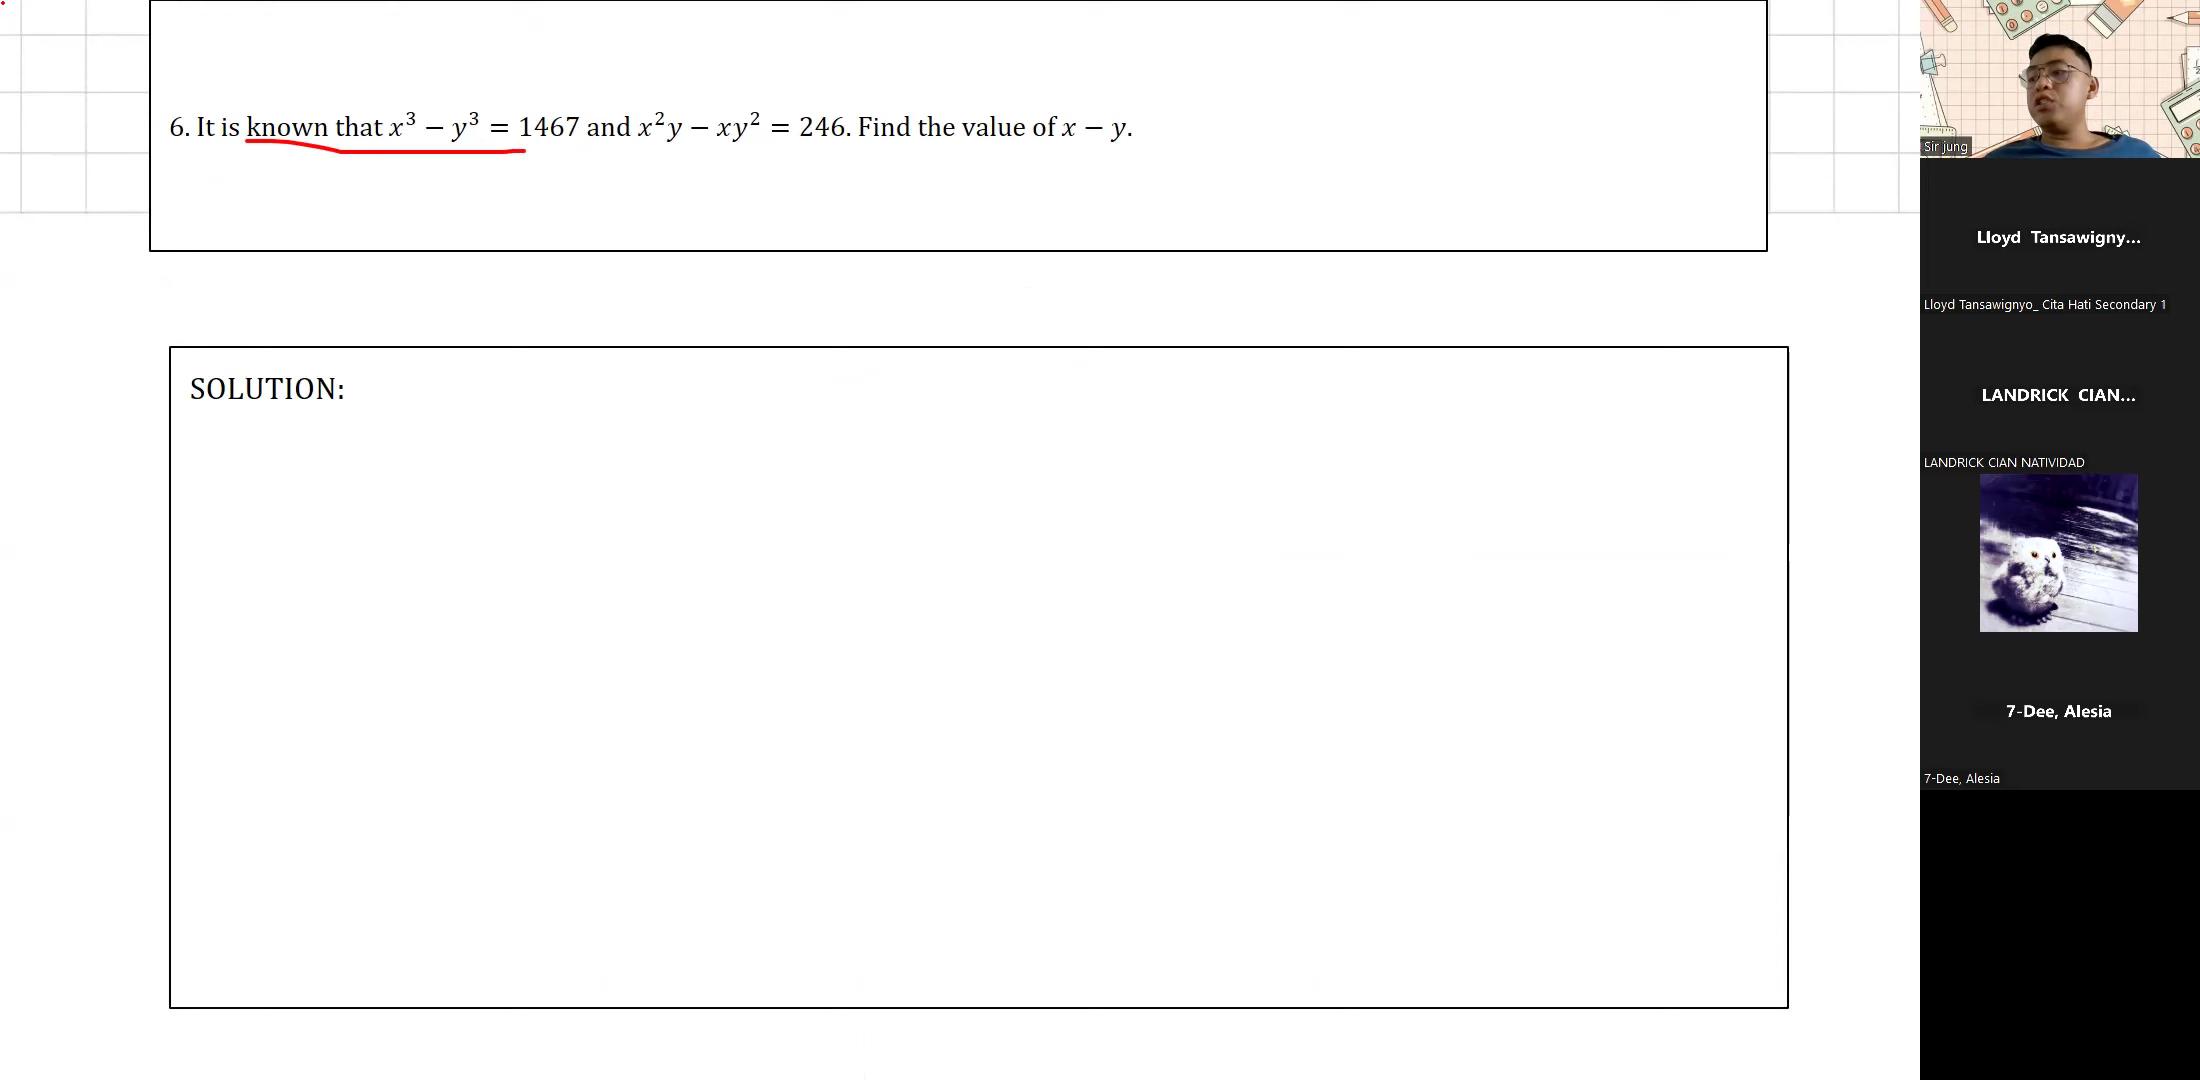 6. It is known that x³ − y³ = 1467 and x²y − xy² = 246. Find the value of x − y.
SOLUTION:
Sir jung
Lloyd Tansawigny...
Lloyd Tansawignyo_ Cita Hati Secondary 1
LANDRICK CIAN...
LANDRICK CIAN NATIVIDAD
7-Dee, Alesia
7-Dee, Alesia